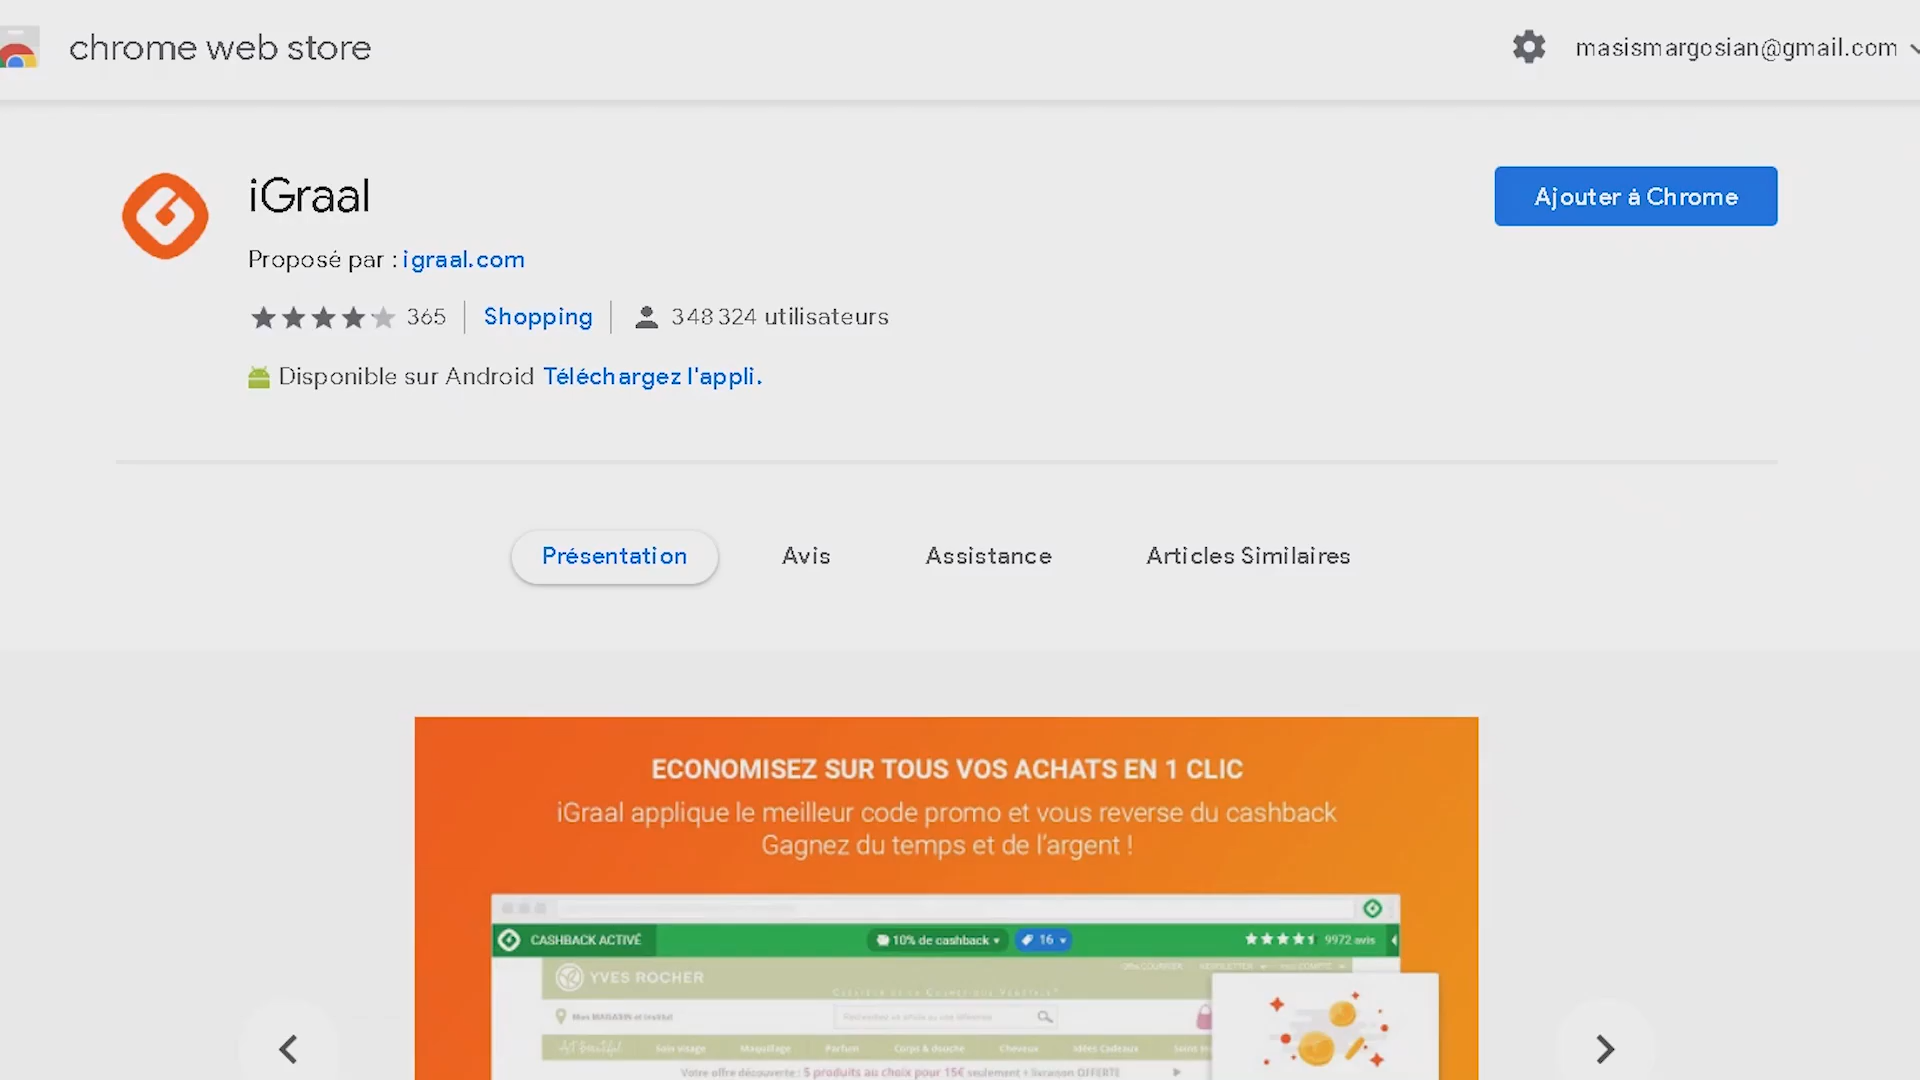 chrome web store
masismargosian@gmail.com
iGraal
Ajouter à Chrome
Proposé par : igraal.com
365
Shopping
348 324 utilisateurs
Disponible sur Android Téléchargez l'appli.
Présentation
Avis
Assistance
Articles Similaires
ECONOMISEZ SUR TOUS VOS ACHATS EN 1 CLIC
iGraal applique le meilleur code promo et vous reverse du cashback
Gagnez du temps et de l'argent !
CASHBACK ACTIVÉ
10% de cashback
16
9972 avis
YVES ROCHER
Mon MAGASIN et Institut
Soin visage
Maquillage
Parfum
Corps & douche
Cheveux
Idées Cadeaux
Votre offre découverte : 5 produits au choix pour 15€ seulement + livraison OFFERTE